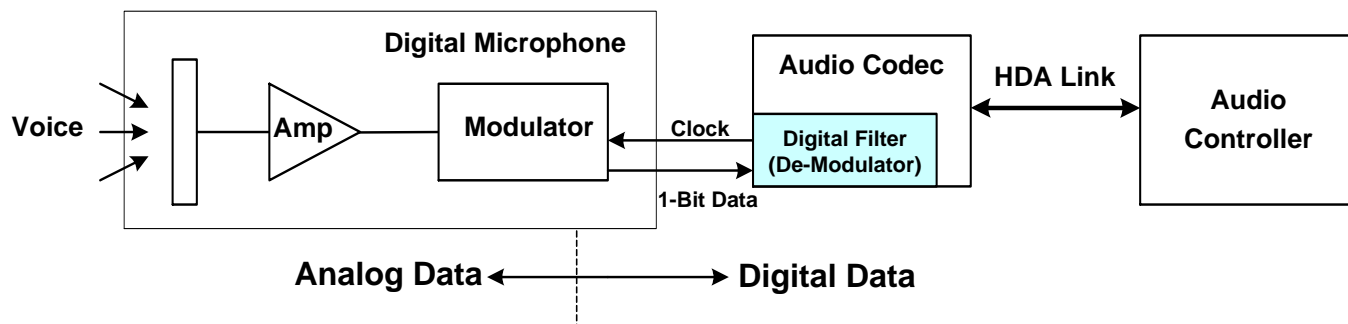 Digital Microphone
Voice
Amp
Modulator
Clock
1-Bit Data
Audio Codec
Digital Filter
(De-Modulator)
HDA Link
Audio
Controller
Analog Data
Digital Data